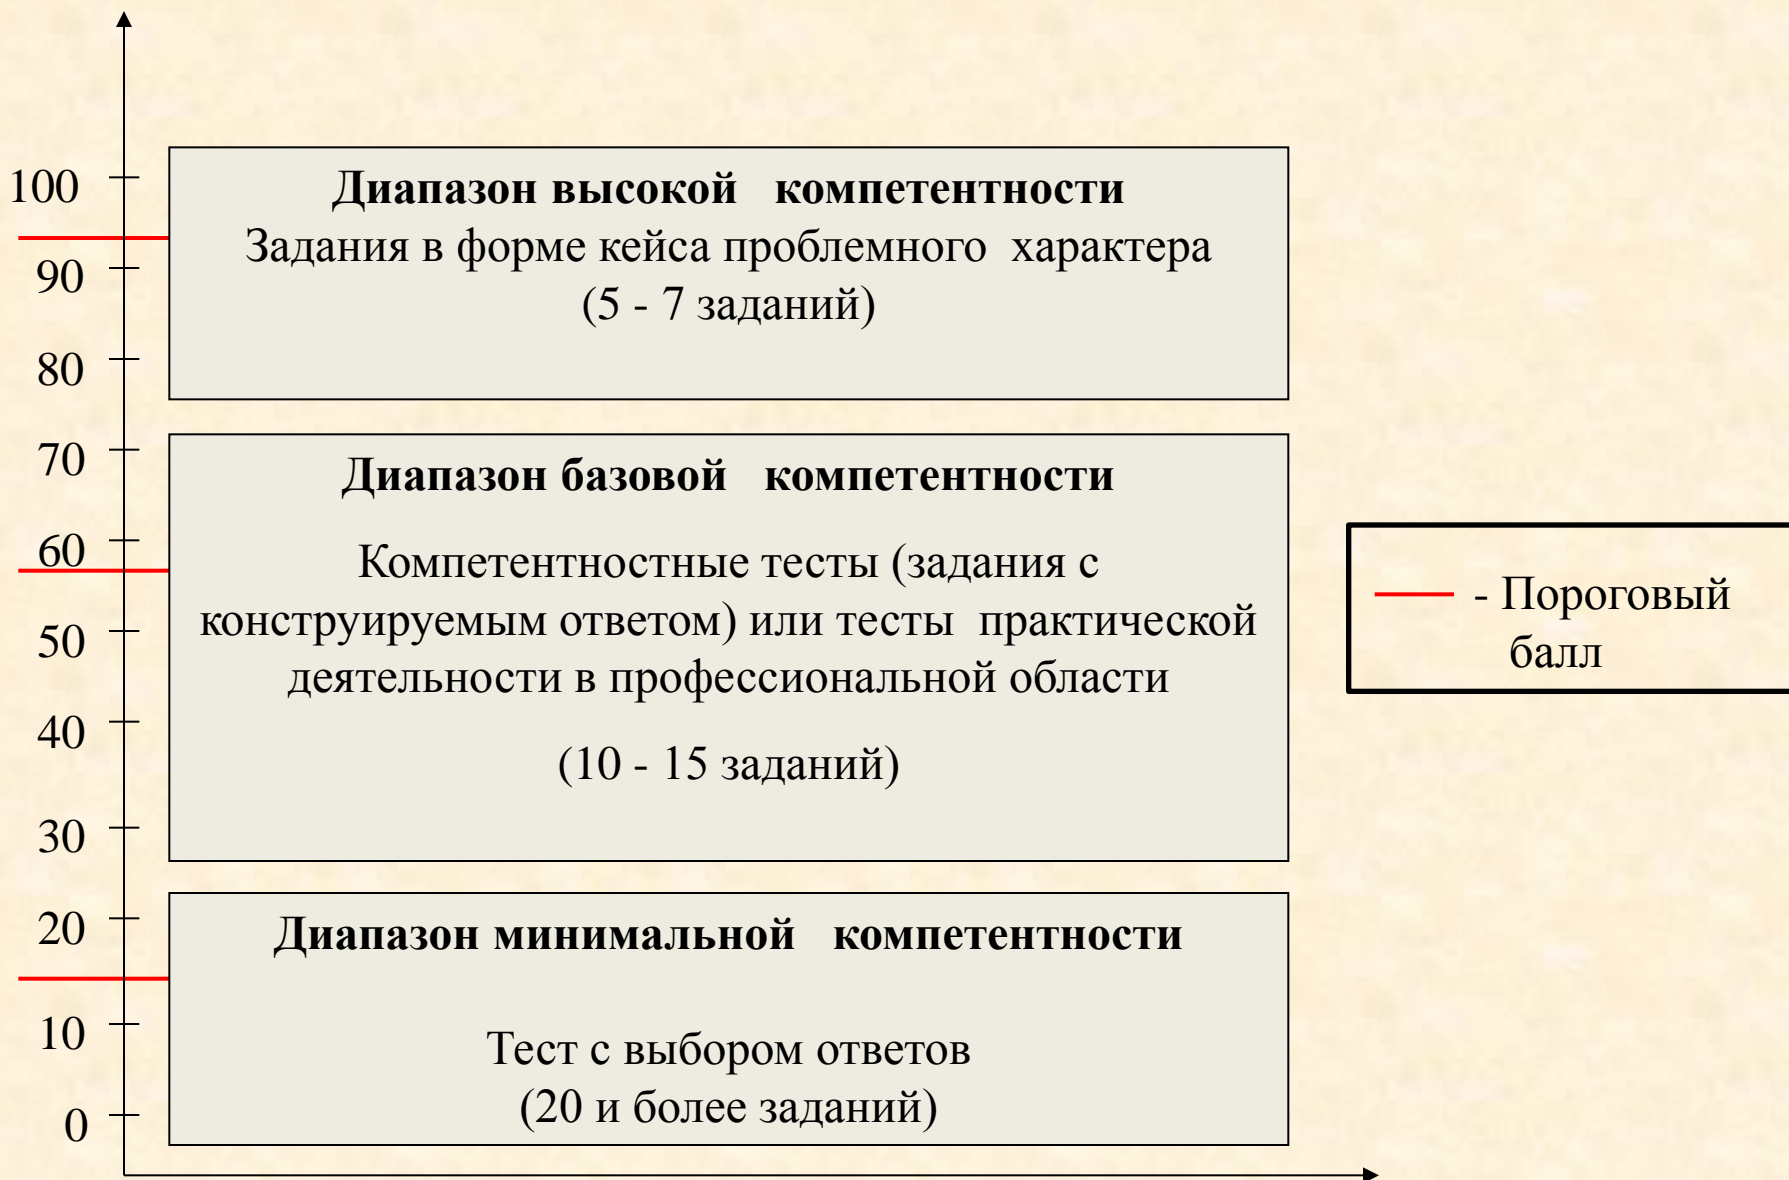 100
Диапазон высокой компетентности
Задания в форме кейса проблемного характера
90
(5 - 7 заданий)
80
70
Диапазон базовой компетентности
60
Компетентностные тесты (задания с
конструируемым ответом) или тесты практической
50
деятельности в профессиональной области
40
(10 - 15 заданий)
30
20
Диапазон минимальной компетентности
10
Тест с выбором ответов
(20 и более заданий)
0
- Пороговый
балл